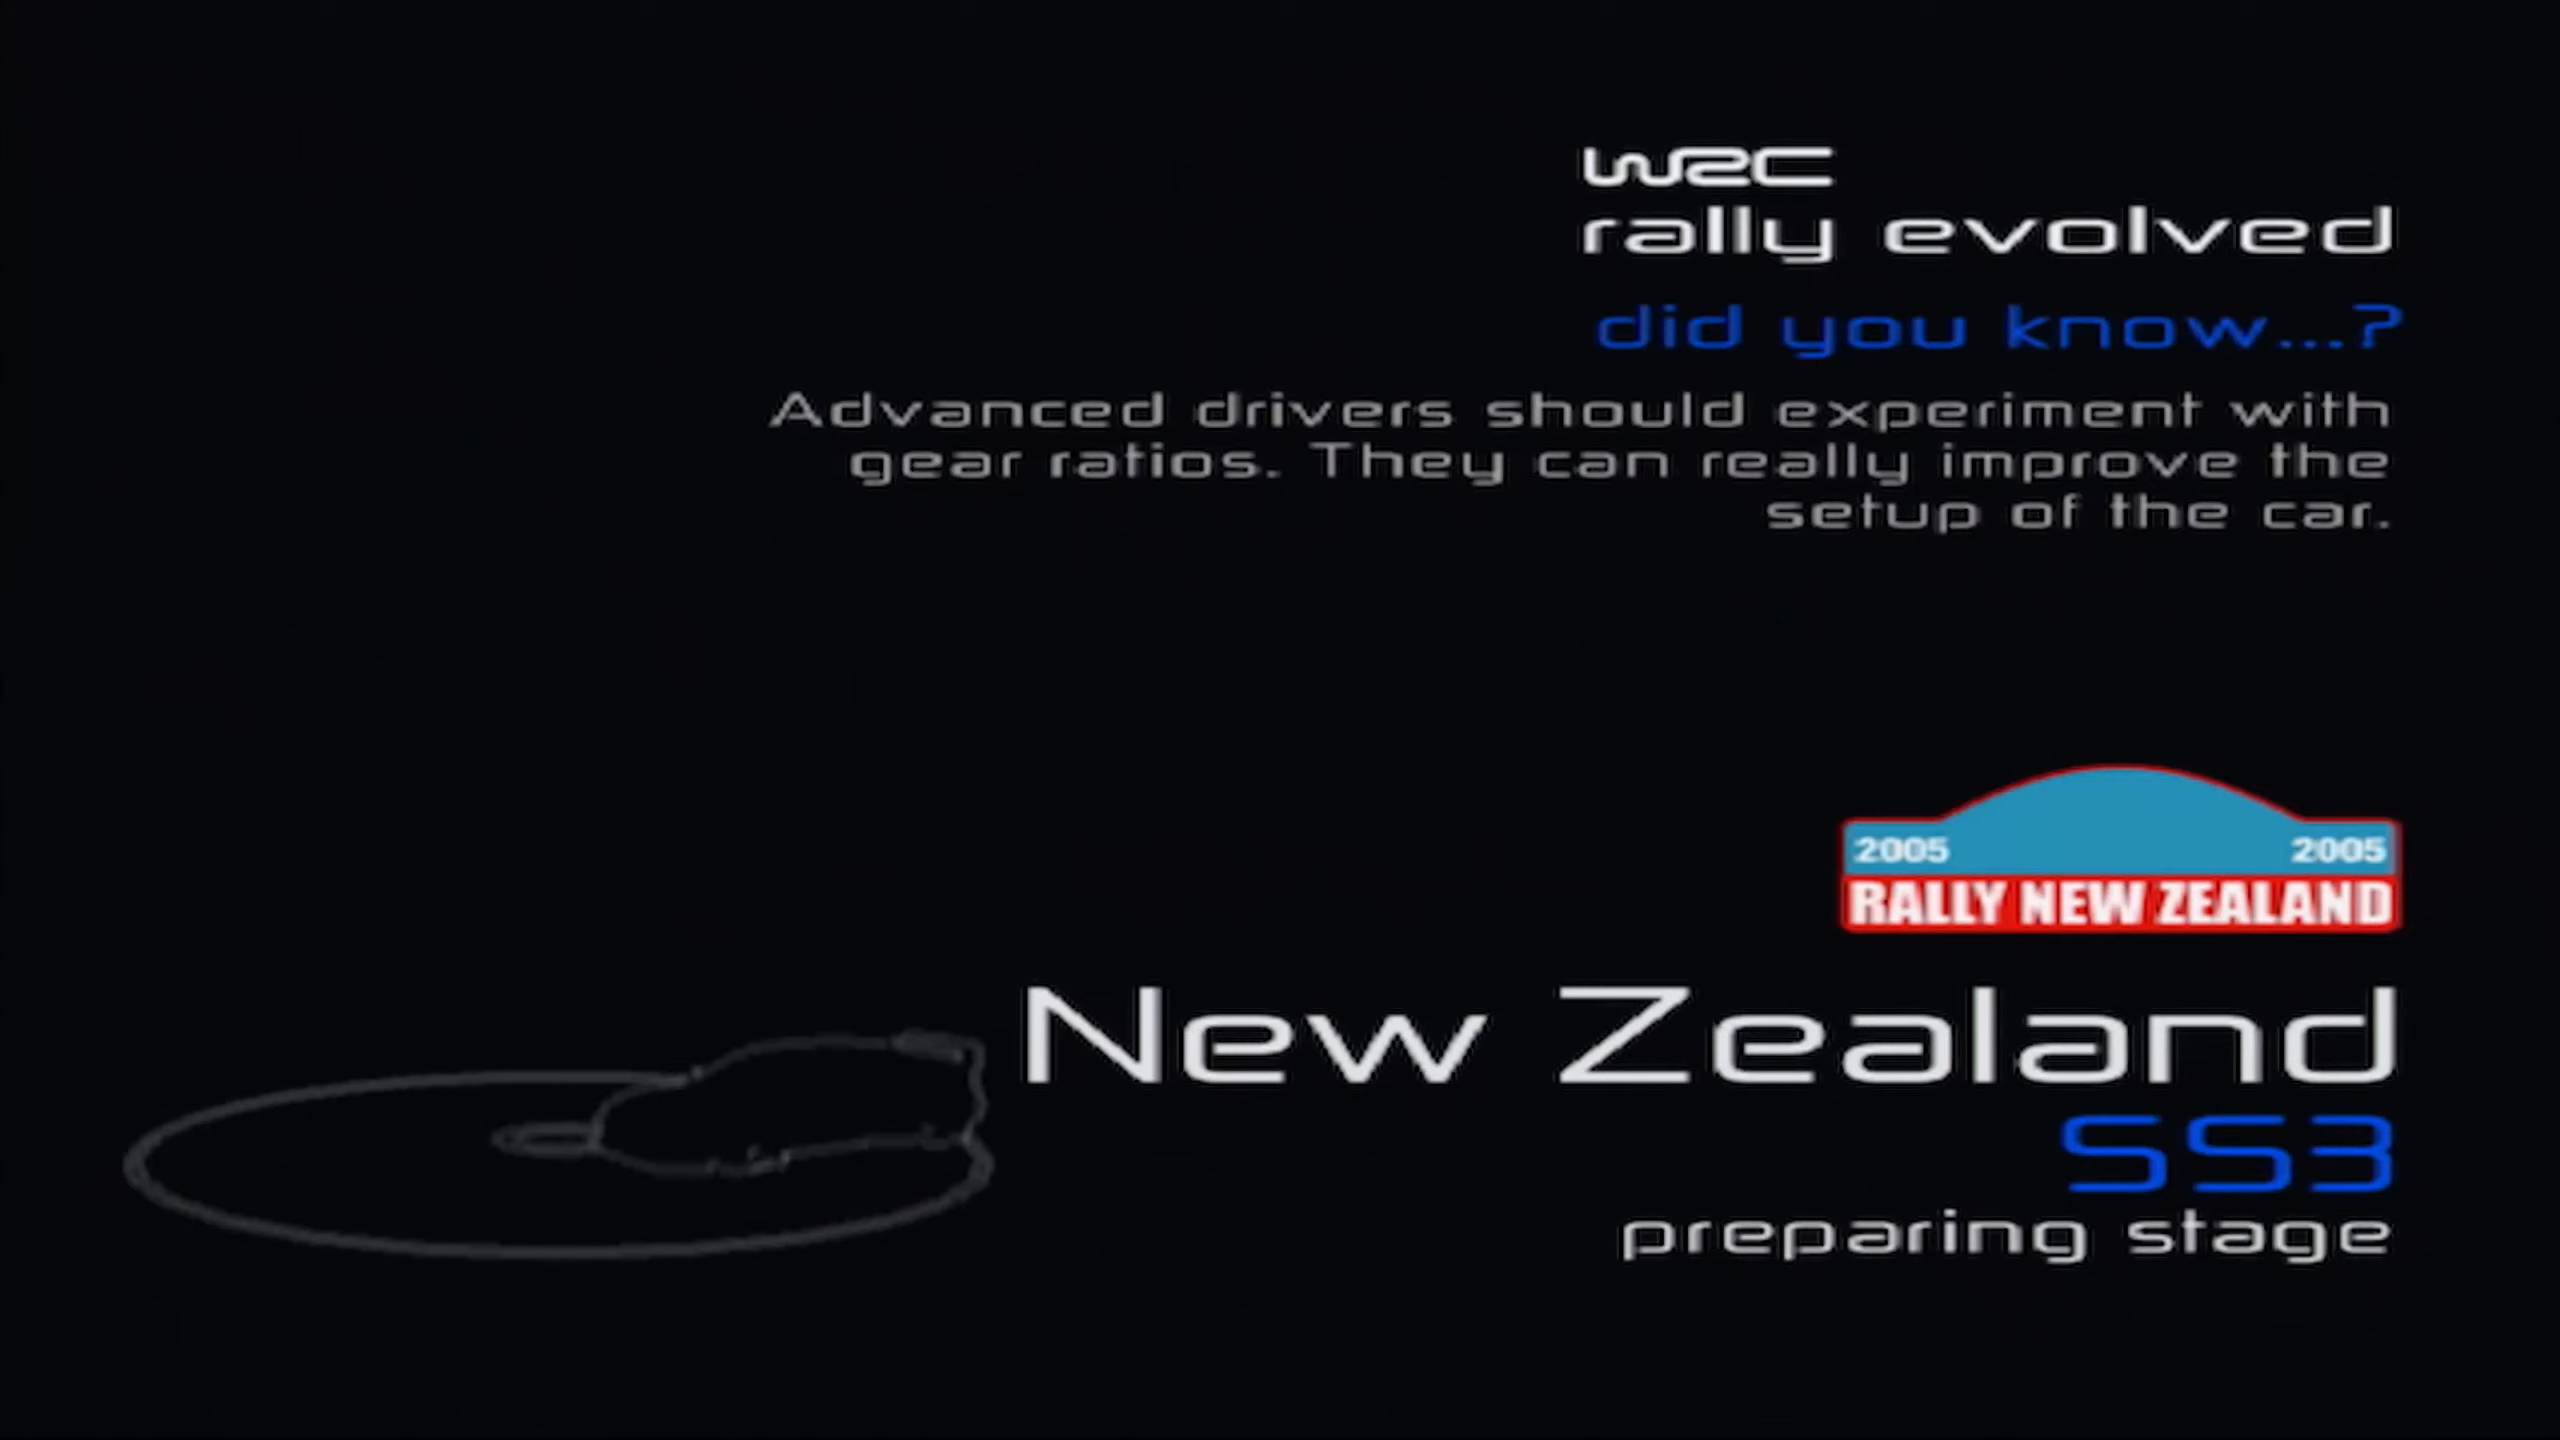 WRC
rally evolved
did you know...?
Advanced drivers should experiment with
gear ratios. They can really improve the
setup of the car.
2005 2005
RALLY NEW ZEALAND
New Zealand
SS3
preparing stage